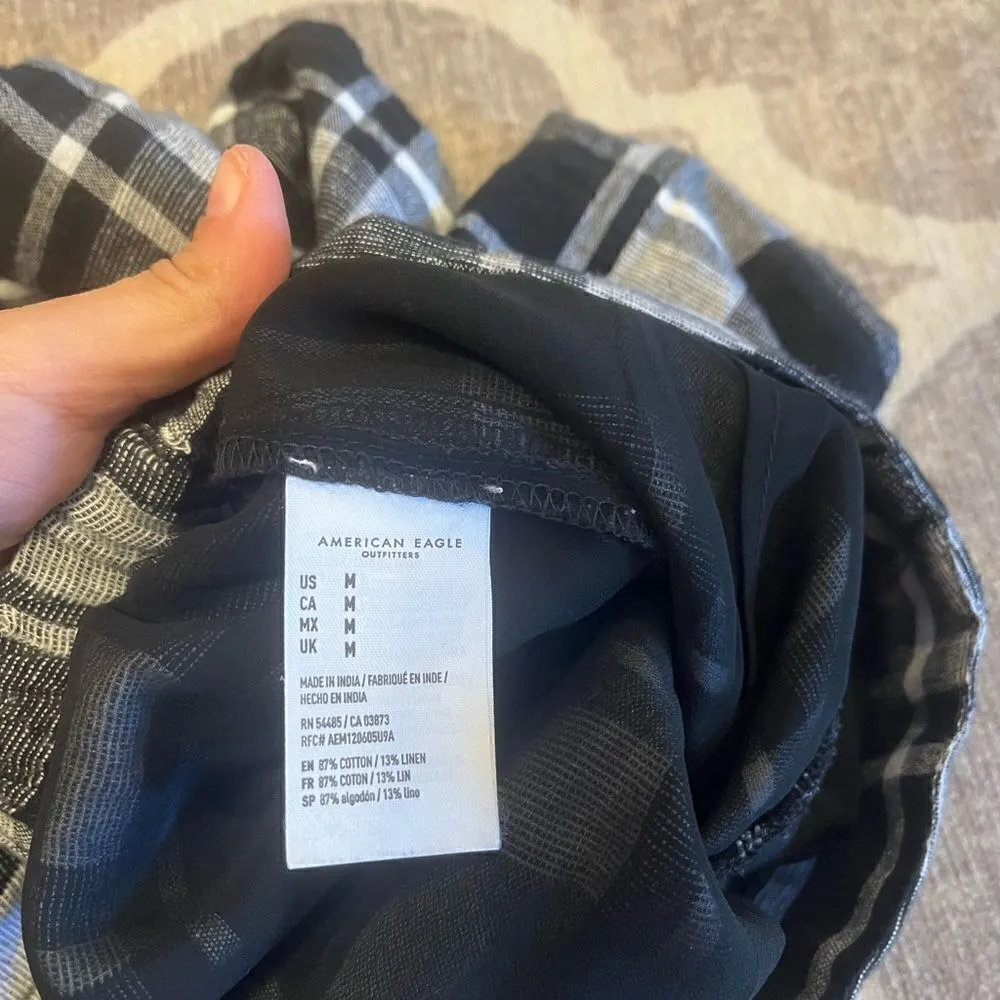 AMERICAN EAGLE
OUTFITTERS
US M
CA M
MX M
UK M
MADE IN INDIA / FABRIQUÉ EN INDE /
HECHO EN INDIA
RN 54485 / CA 03873
RFC# AEM120605U9A
EN 87% COTTON / 13% LINEN
FR 87% COTON / 13% LIN
SP 87% algodón / 13% lino